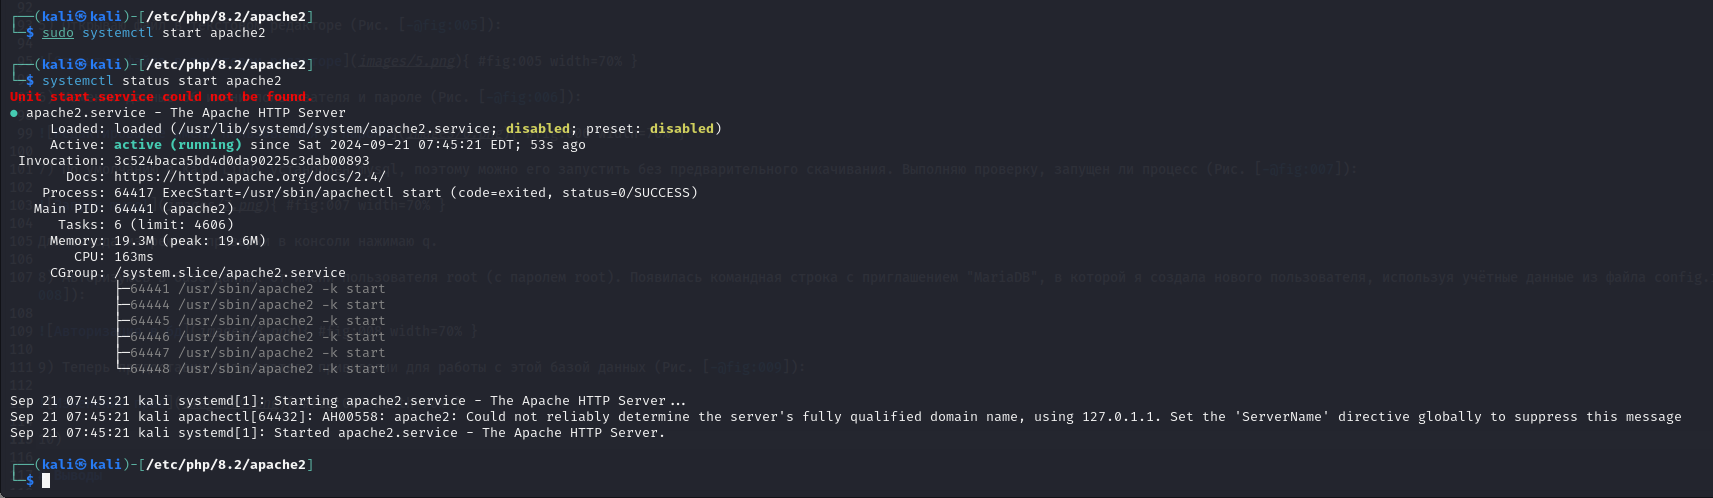 ┌──(kali㉿kali)-[/etc/php/8.2/apache2]
└─$ sudo systemctl start apache2
┌──(kali㉿kali)-[/etc/php/8.2/apache2]
└─$ systemctl status start apache2
Unit start.service could not be found.
● apache2.service - The Apache HTTP Server
Loaded: loaded (/usr/lib/systemd/system/apache2.service; disabled; preset: disabled)
Active: active (running) since Sat 2024-09-21 07:45:21 EDT; 53s ago
Invocation: 3c524baca5bd4d0da90225c3dab00893
Docs: https://httpd.apache.org/docs/2.4/
Process: 64417 ExecStart=/usr/sbin/apachectl start (code=exited, status=0/SUCCESS)
Main PID: 64441 (apache2)
Tasks: 6 (limit: 4606)
Memory: 19.3M (peak: 19.6M)
CPU: 163ms
CGroup: /system.slice/apache2.service
├─64441 /usr/sbin/apache2 -k start
├─64444 /usr/sbin/apache2 -k start
├─64445 /usr/sbin/apache2 -k start
├─64446 /usr/sbin/apache2 -k start
├─64447 /usr/sbin/apache2 -k start
└─64448 /usr/sbin/apache2 -k start
Sep 21 07:45:21 kali systemd[1]: Starting apache2.service - The Apache HTTP Server...
Sep 21 07:45:21 kali apachectl[64432]: AH00558: apache2: Could not reliably determine the server's fully qualified domain name, using 127.0.1.1. Set the 'ServerName' directive globally to suppress this message
Sep 21 07:45:21 kali systemd[1]: Started apache2.service - The Apache HTTP Server.
┌──(kali㉿kali)-[/etc/php/8.2/apache2]
└─$